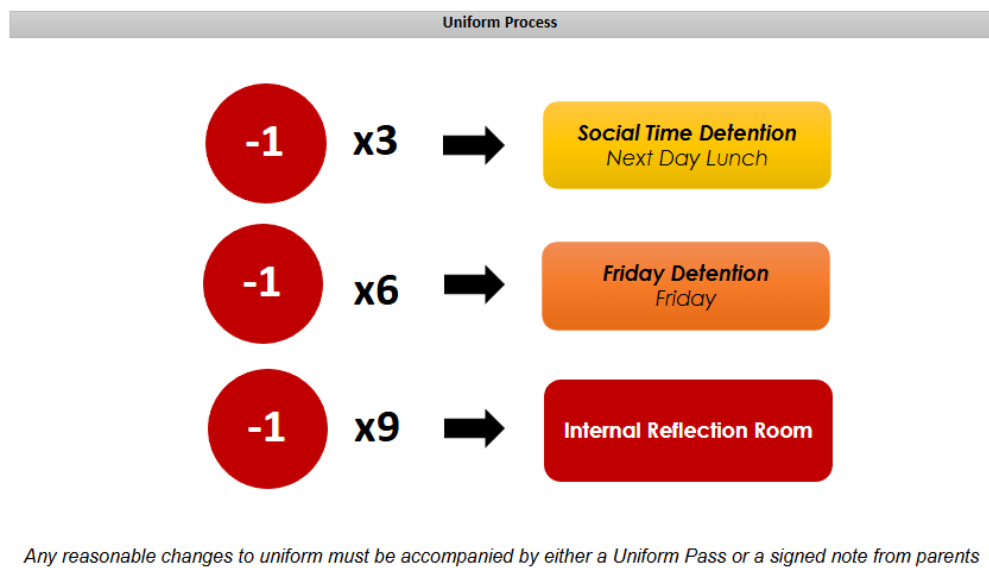 Uniform Process
-1 x3 Social Time Detention
Next Day Lunch
-1 x6 Friday Detention
Friday
-1 x9 Internal Reflection Room
Any reasonable changes to uniform must be accompanied by either a Uniform Pass or a signed note from parents